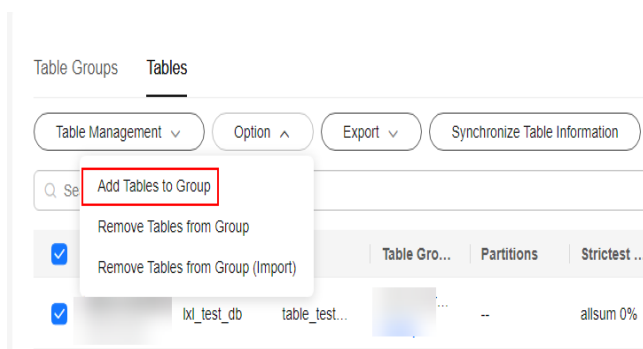 Table Groups Tables
Table Management Option Export Synchronize Table Information
Add Tables to Group
Remove Tables from Group
Table Gro... Partitions Strictest ...
Remove Tables from Group (Import)
lxl_test_db table_test... ... -- allsum 0%